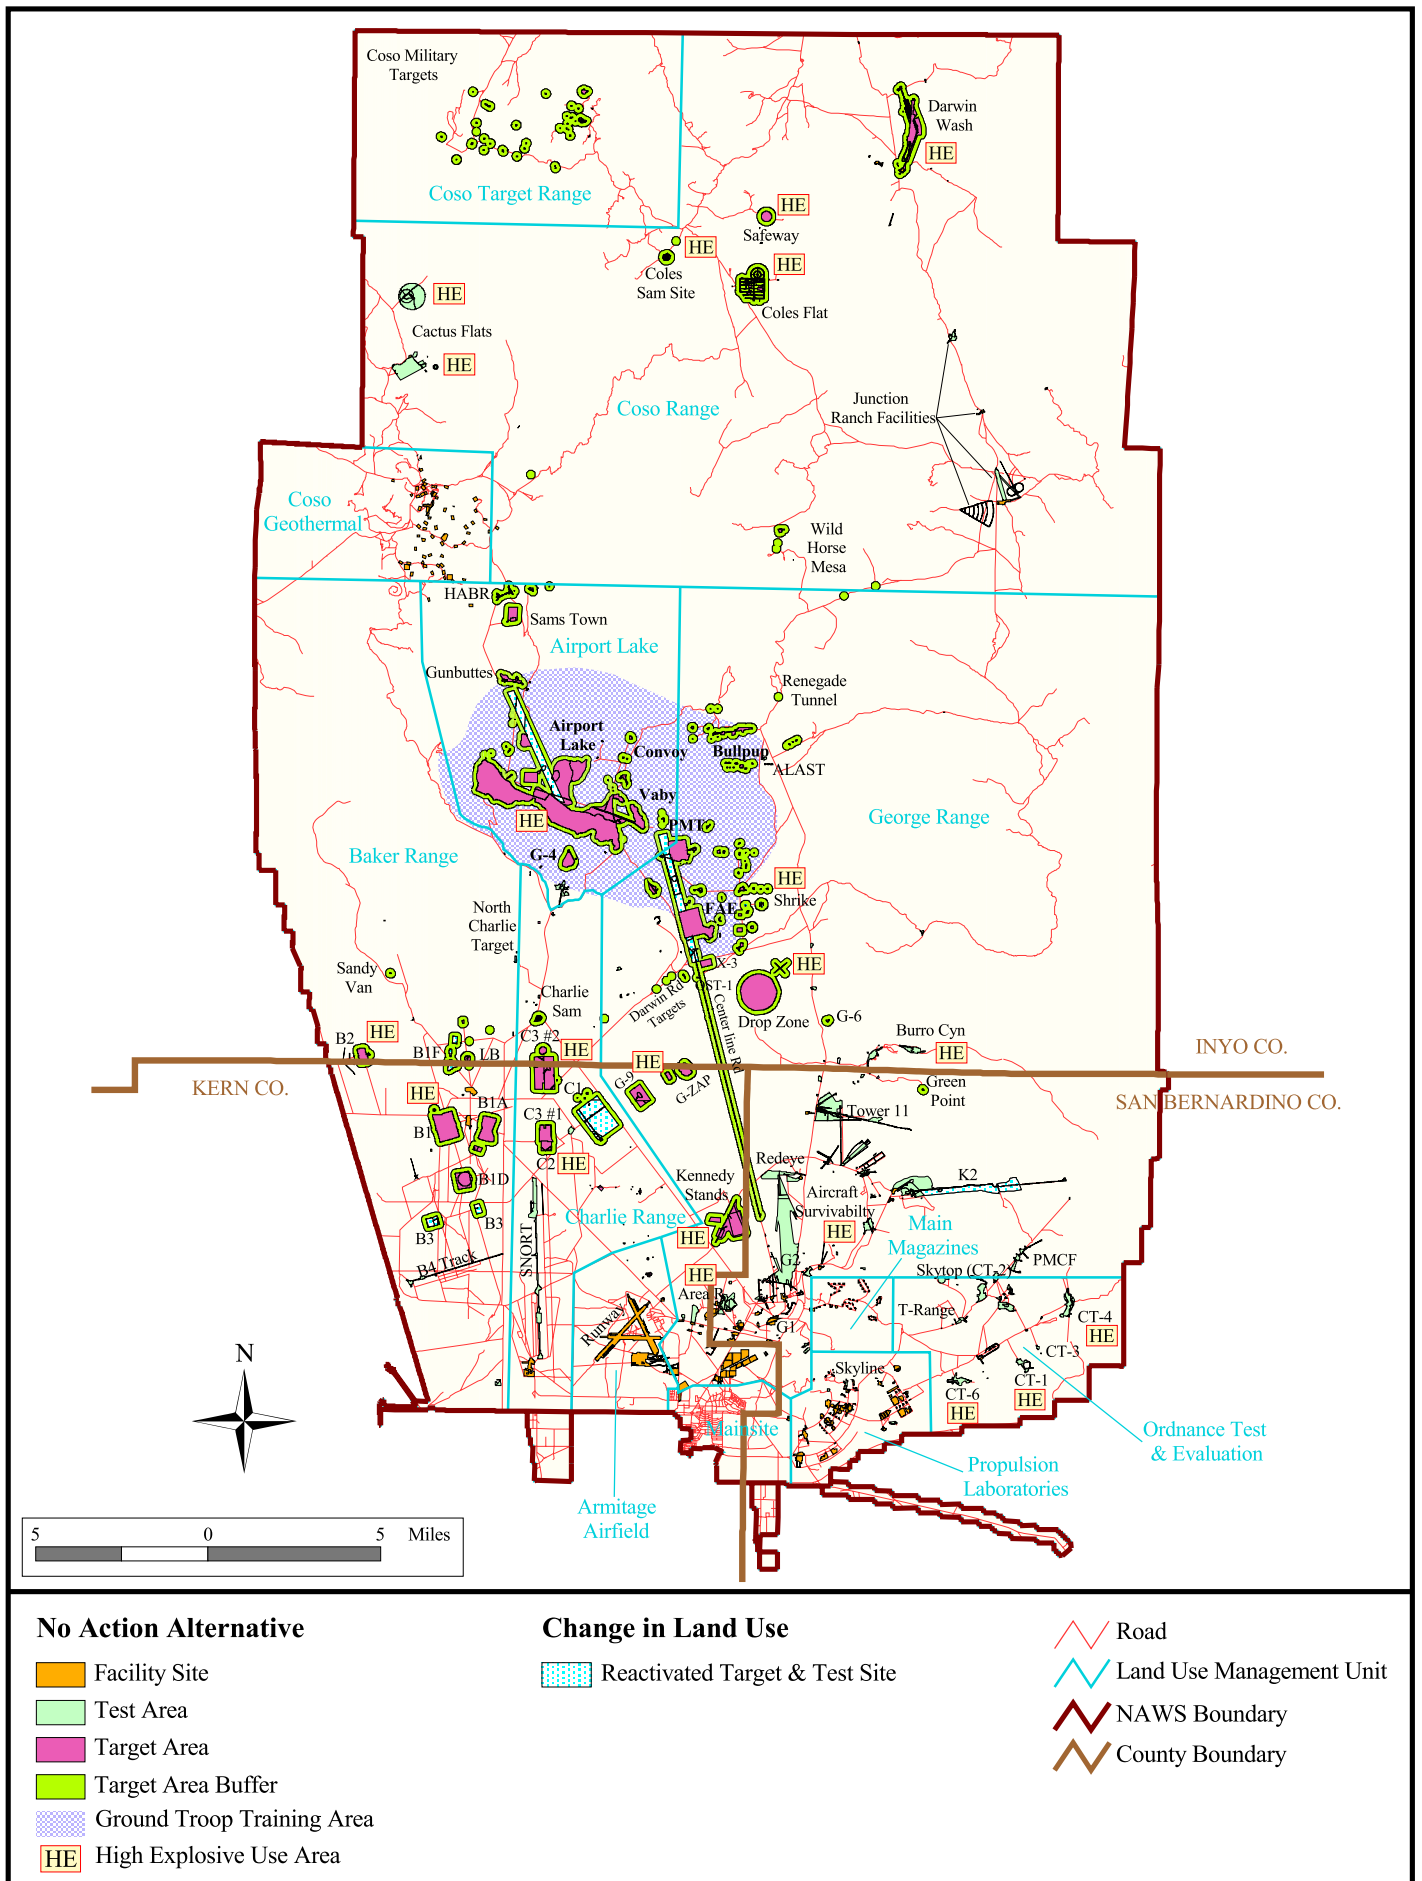 Coso Military
Targets
Darwin
Wash
HE
Coso Target Range
HE
Safeway
HE
Coles
Sam Site
HE
Coles Flat
HE
Cactus Flats
HE
Coso Range
Junction
Ranch Facilities
Coso
Geothermal
Wild
Horse
Mesa
HABR
Sams Town
Airport Lake
Gunbuttes
Renegade
Tunnel
Airport
Lake
Convoy
Bullpup
ALAST
Vaby
HE
PMT
George Range
Baker Range
G-4
HE
Shrike
North
Charlie
Target
FAE
X-3
HE
Sandy
Van
OST-1
Charlie
Sam
Darwin Rd
Targets
Center line Rd
Drop Zone
G-6
B2
HE
B1F
LB
C3 #2
HE
HE
Burro Cyn
HE
INYO CO.
KERN CO.
G-9
G-ZAP
Green
Point
SAN BERNARDINO CO.
HE
B1A
C1
B1
C3 #1
Tower 11
C2
HE
Redeye
B1D
Kennedy
Stands
K2
Aircraft
Survivabilty
B3
B3
Charlie Range
HE
HE
Main
Magazines
SNORT
B4 Track
G2
PMCF
HE
Skytop (CT-2)
Area R
T-Range
Runway
G1
CT-4
HE
CT-3
Skyline
CT-1
HE
CT-6
HE
N
Mainsite
Ordnance Test
& Evaluation
Propulsion
Laboratories
Armitage
Airfield
5 0 5 Miles
No Action Alternative
Facility Site
Test Area
Target Area
Target Area Buffer
Ground Troop Training Area
HE High Explosive Use Area
Change in Land Use
Reactivated Target & Test Site
Road
Land Use Management Unit
NAWS Boundary
County Boundary